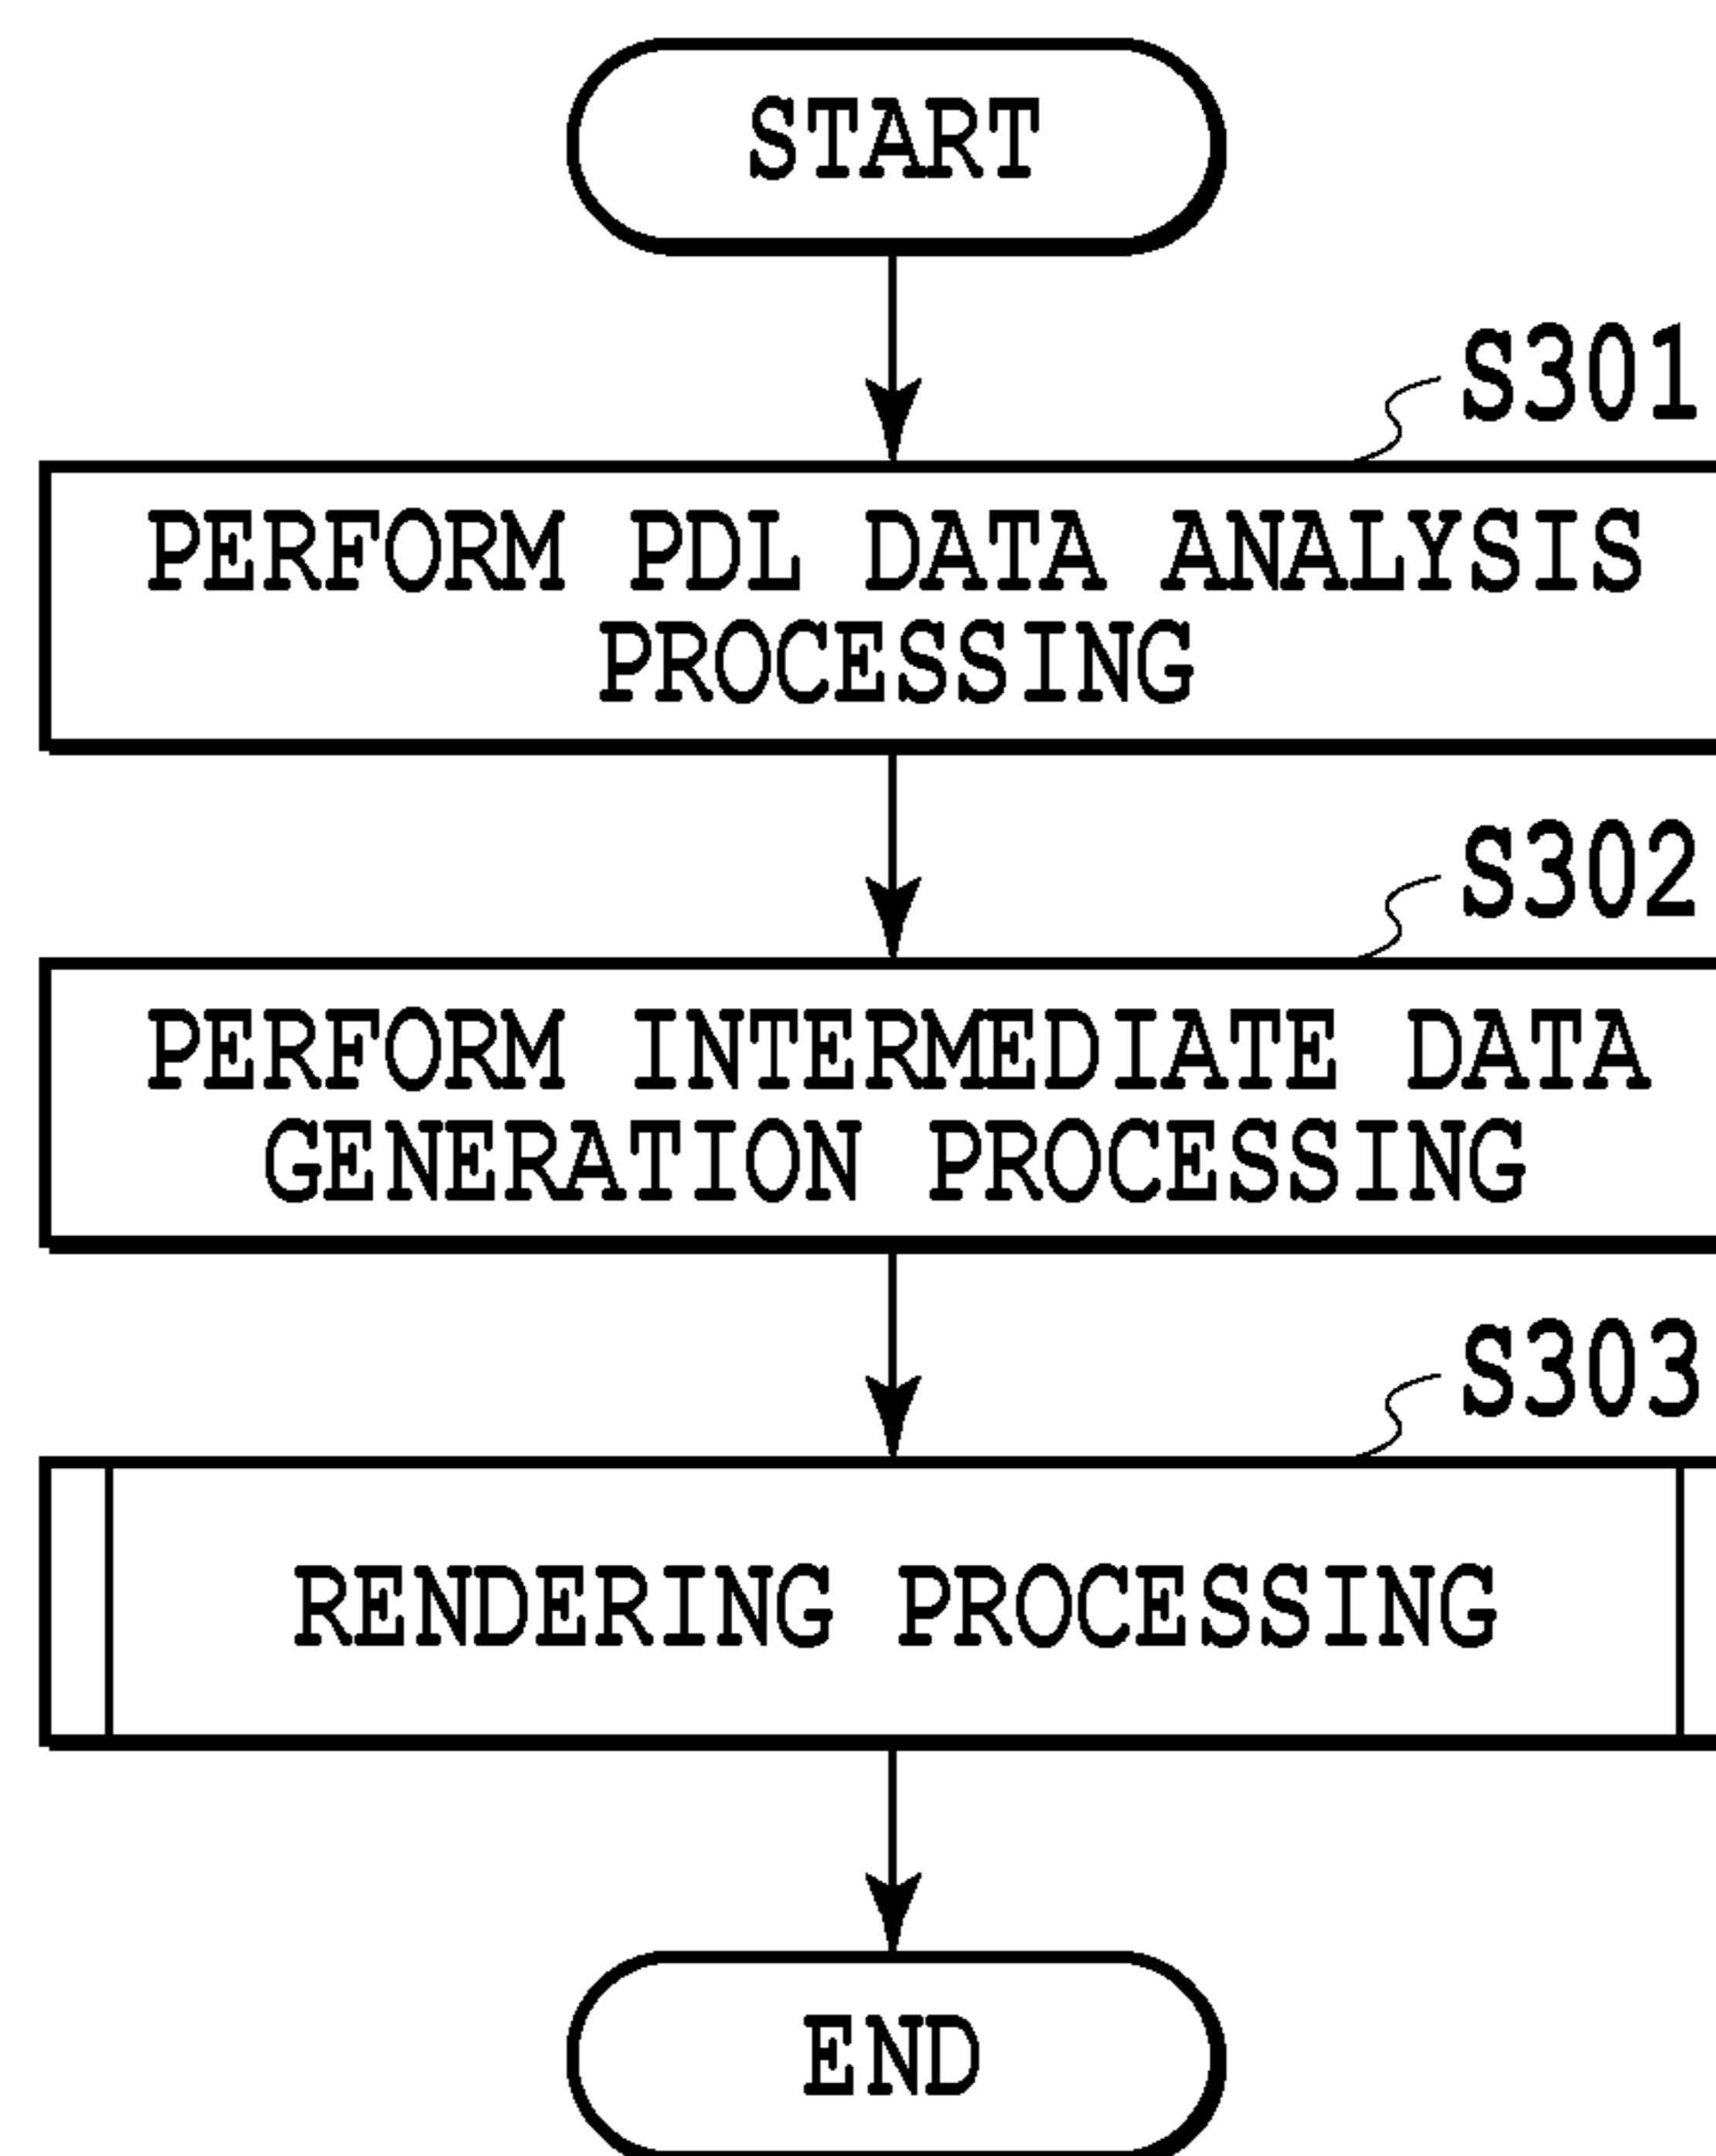 START
S301
PERFORM PDL DATA ANALYSIS
PROCESSING
S302
PERFORM INTERMEDIATE DATA
GENERATION PROCESSING
S303
RENDERING PROCESSING
END